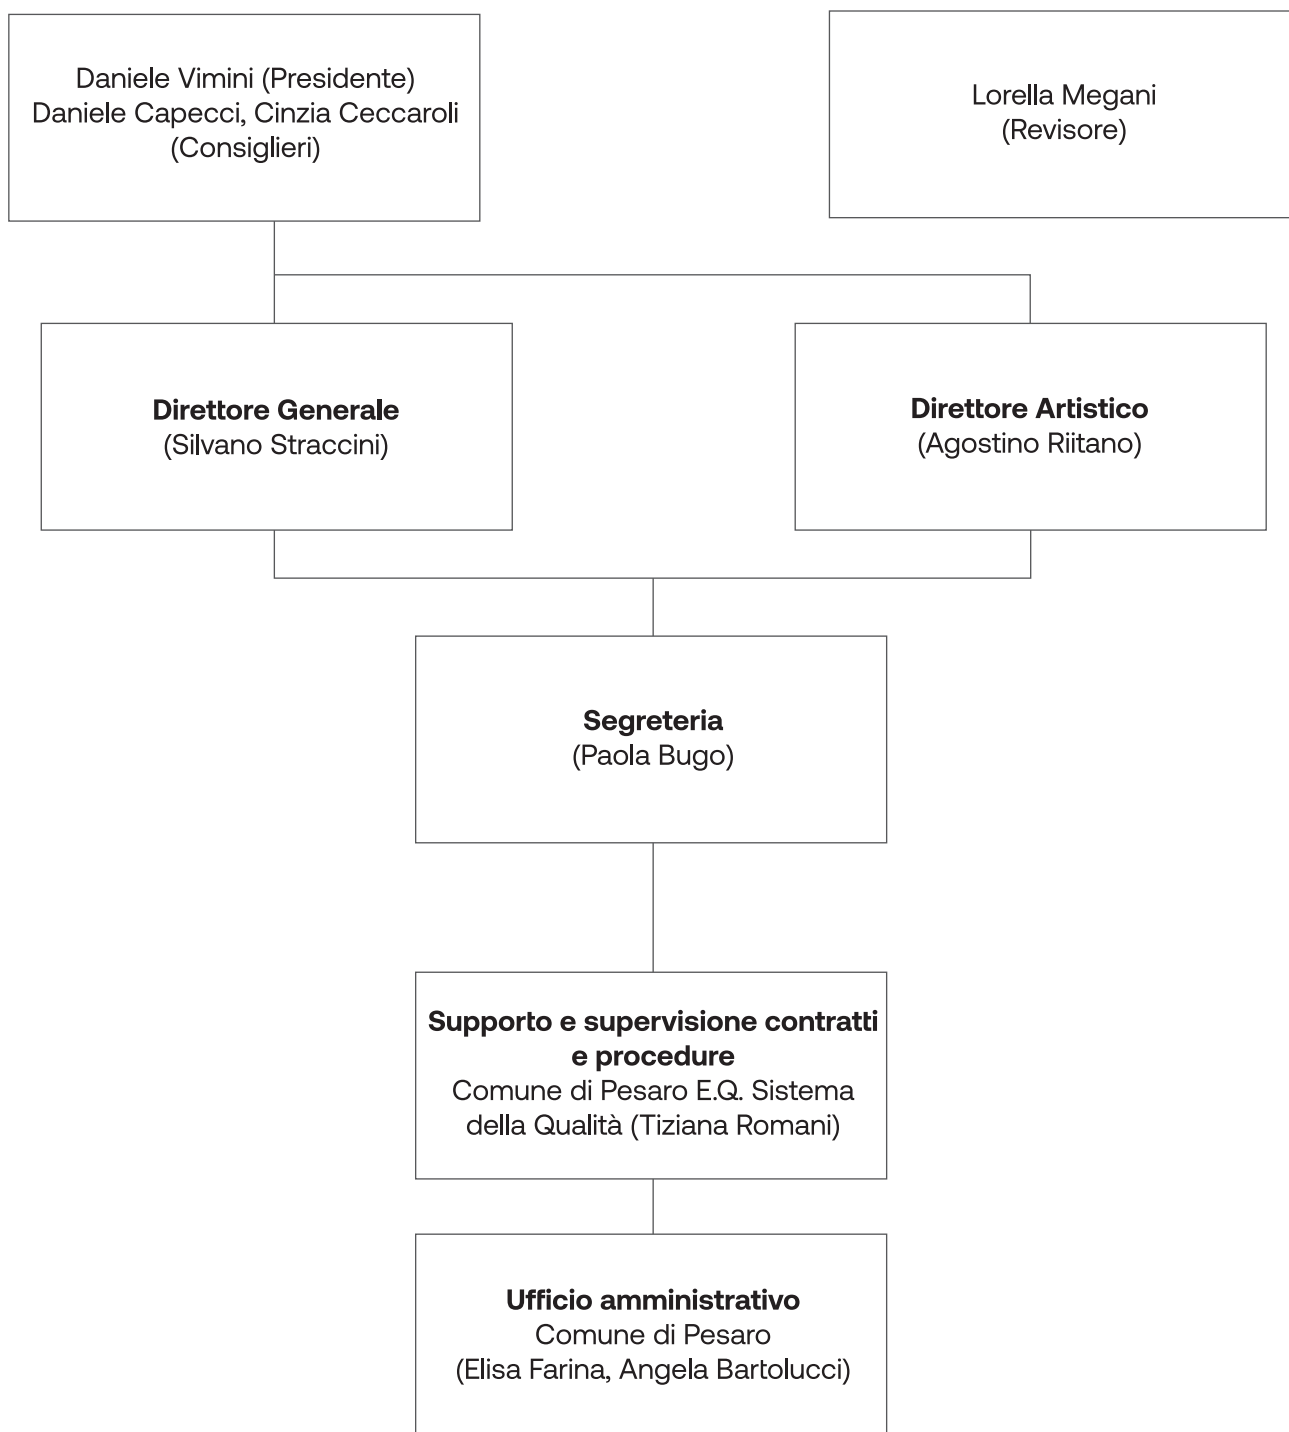 Daniele Vimini (Presidente)
Daniele Capecci, Cinzia Ceccaroli
(Consiglieri)
Lorella Megani
(Revisore)
Direttore Generale
(Silvano Straccini)
Direttore Artistico
(Agostino Riitano)
Segreteria
(Paola Bugo)
Supporto e supervisione contratti
e procedure
Comune di Pesaro E.Q. Sistema
della Qualità (Tiziana Romani)
Ufficio amministrativo
Comune di Pesaro
(Elisa Farina, Angela Bartolucci)